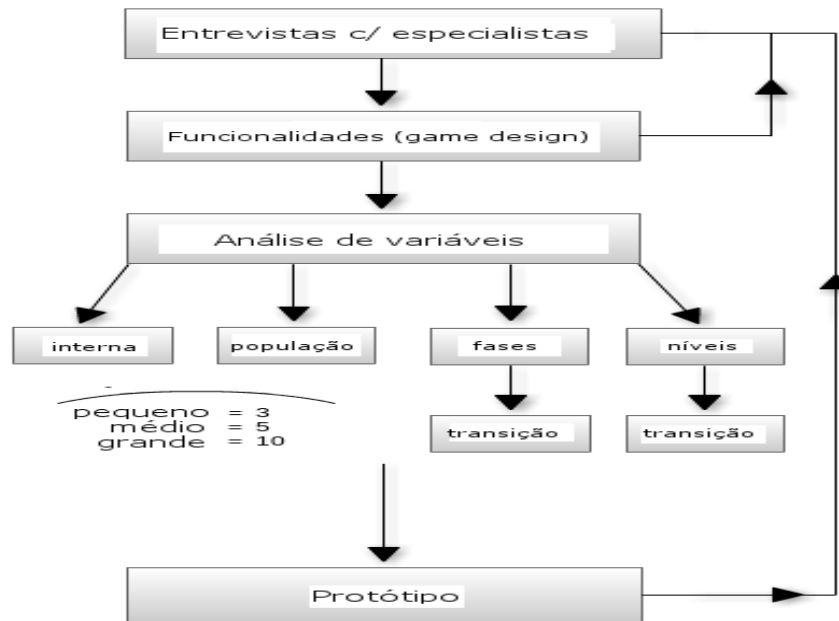 Entrevistas c/ especialistas
Funcionalidades (game design)
Análise de variáveis
interna
população
fases
níveis
pequeno = 3
médio = 5
grande = 10
transição
transição
Protótipo